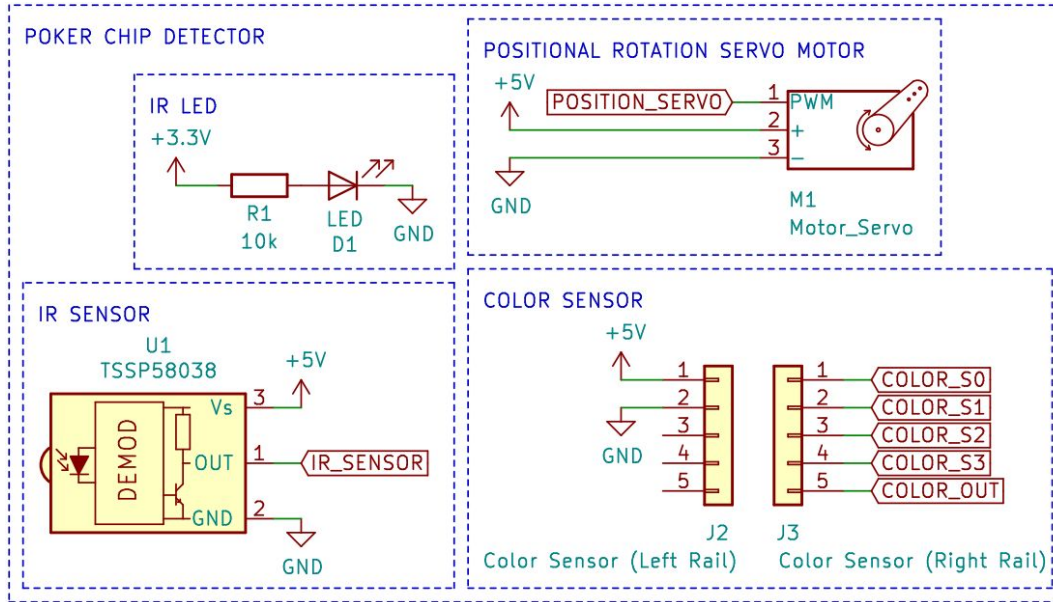 POKER CHIP DETECTOR
IR LED
+3.3V
R1
10k
LED
D1
GND
POSITIONAL ROTATION SERVO MOTOR
+5V
POSITION_SERVO
1
PWM
2
+
3
-
GND
M1
Motor_Servo
IR SENSOR
U1
TSSP58038
+5V
Vs
3
DEMOD
OUT
1
IR_SENSOR
GND
2
GND
COLOR SENSOR
+5V
1
2
3
4
5
GND
J2
Color Sensor (Left Rail)
1
COLOR_S0
2
COLOR_S1
3
COLOR_S2
4
COLOR_S3
5
COLOR_OUT
J3
Color Sensor (Right Rail)